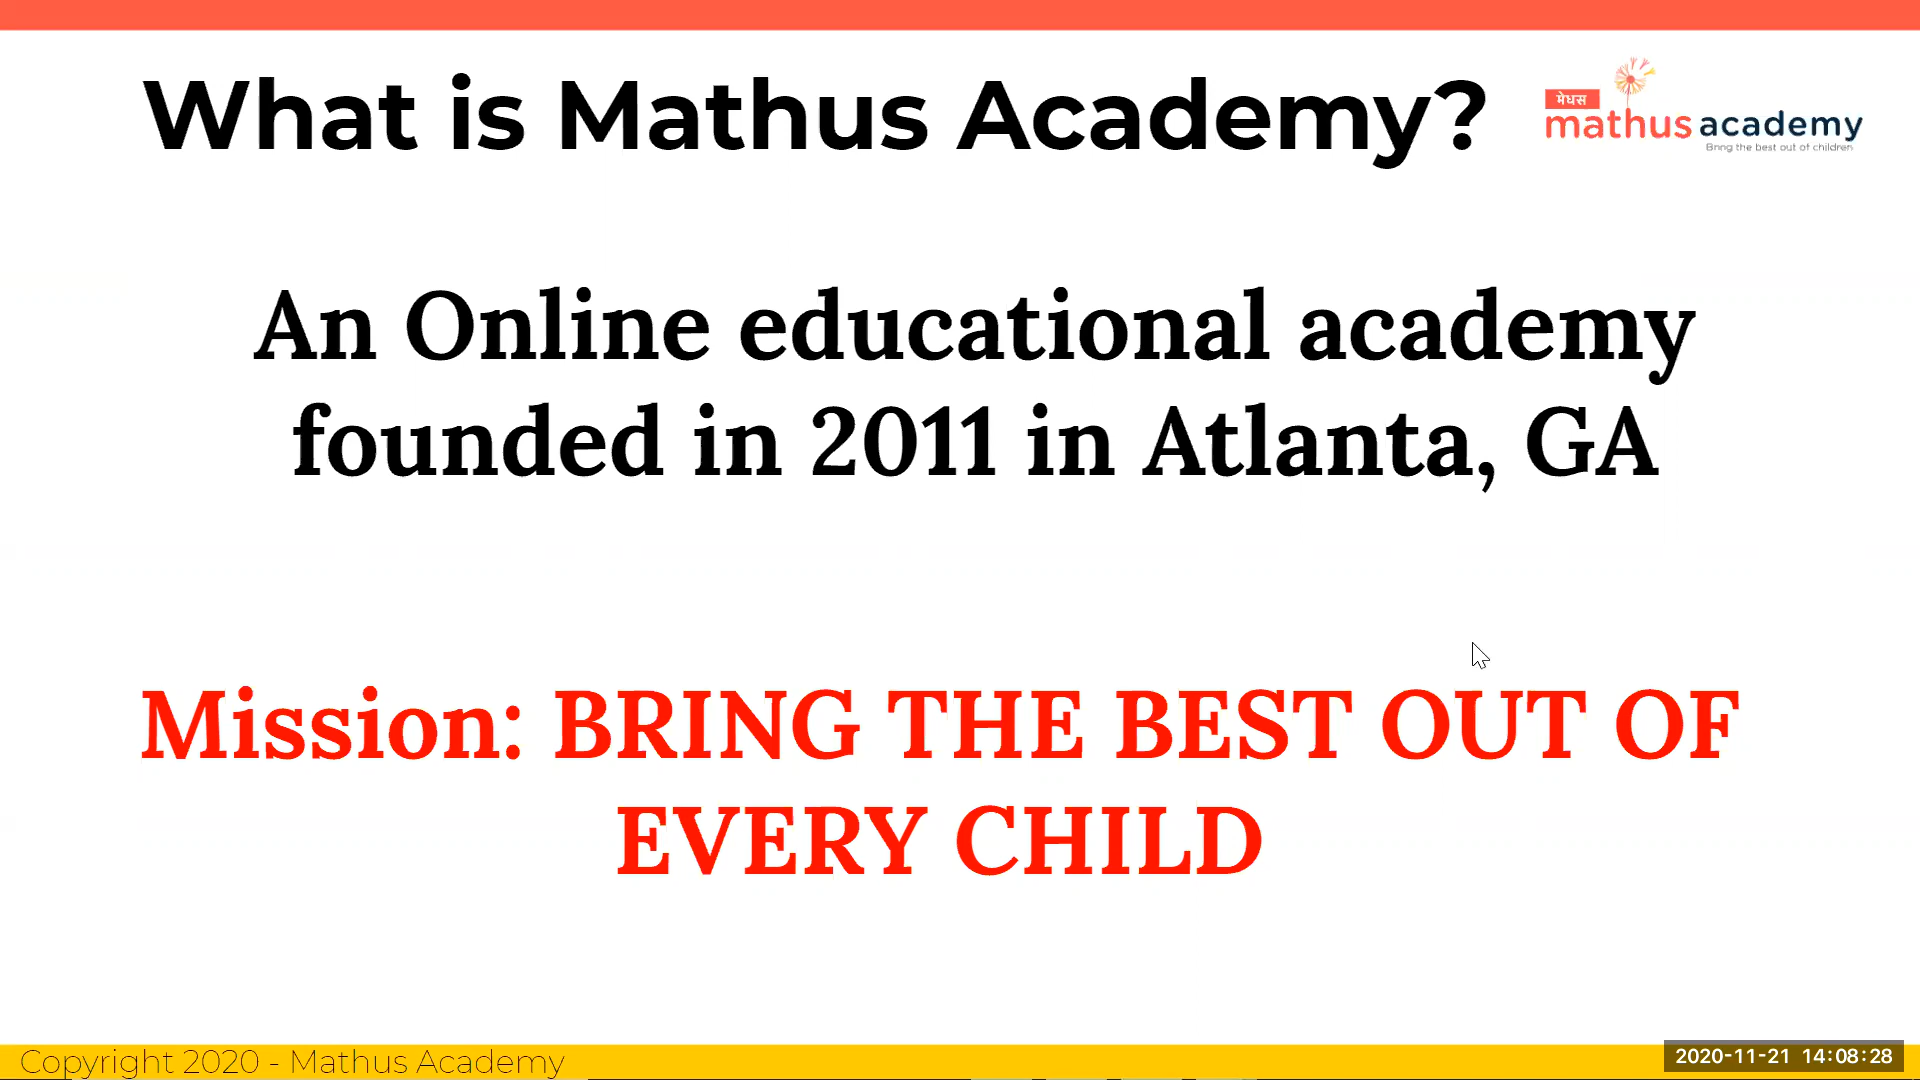 What is Mathus Academy?
मेधस
mathus academy
Bring the best out of children
An Online educational academy
founded in 2011 in Atlanta, GA
Mission: BRING THE BEST OUT OF
EVERY CHILD
Copyright 2020 - Mathus Academy
2020-11-21 14:08:28